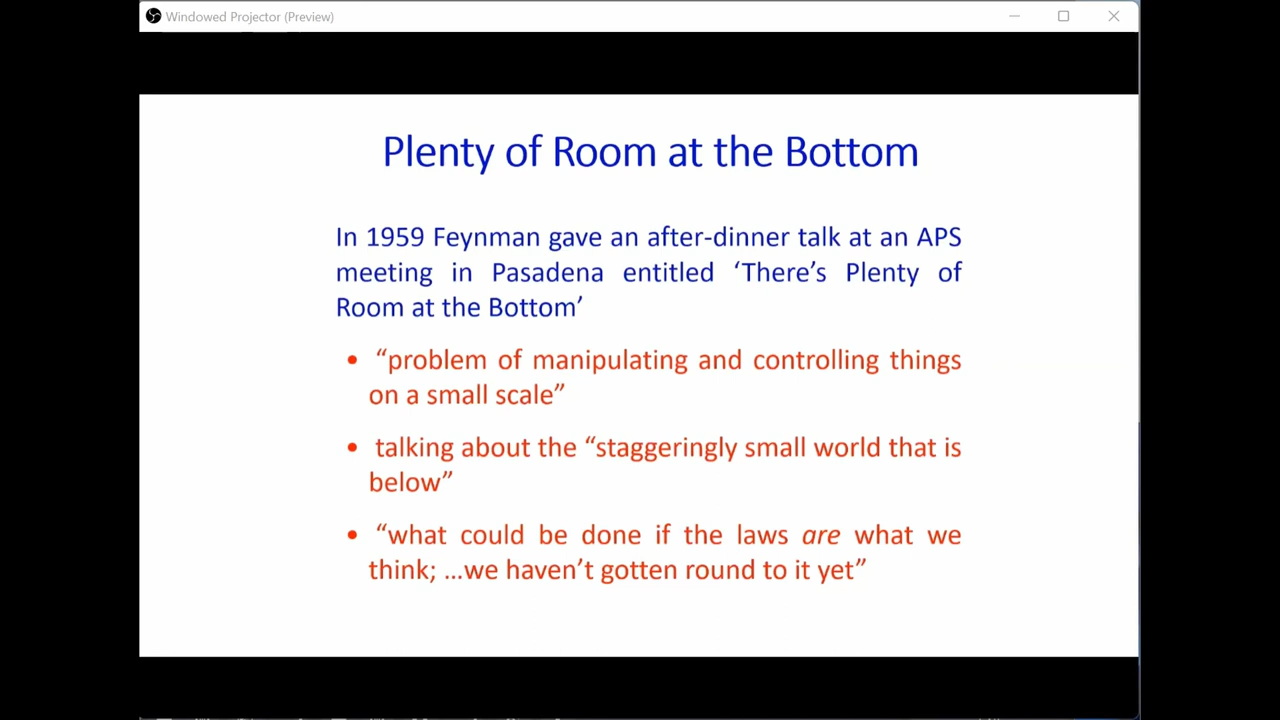 Windowed Projector (Preview)
Plenty of Room at the Bottom
In 1959 Feynman gave an after-dinner talk at an APS
meeting in Pasadena entitled ‘There’s Plenty of
Room at the Bottom’
• “problem of manipulating and controlling things
on a small scale”
• talking about the “staggeringly small world that is
below”
• “what could be done if the laws are what we
think; ...we haven’t gotten round to it yet”